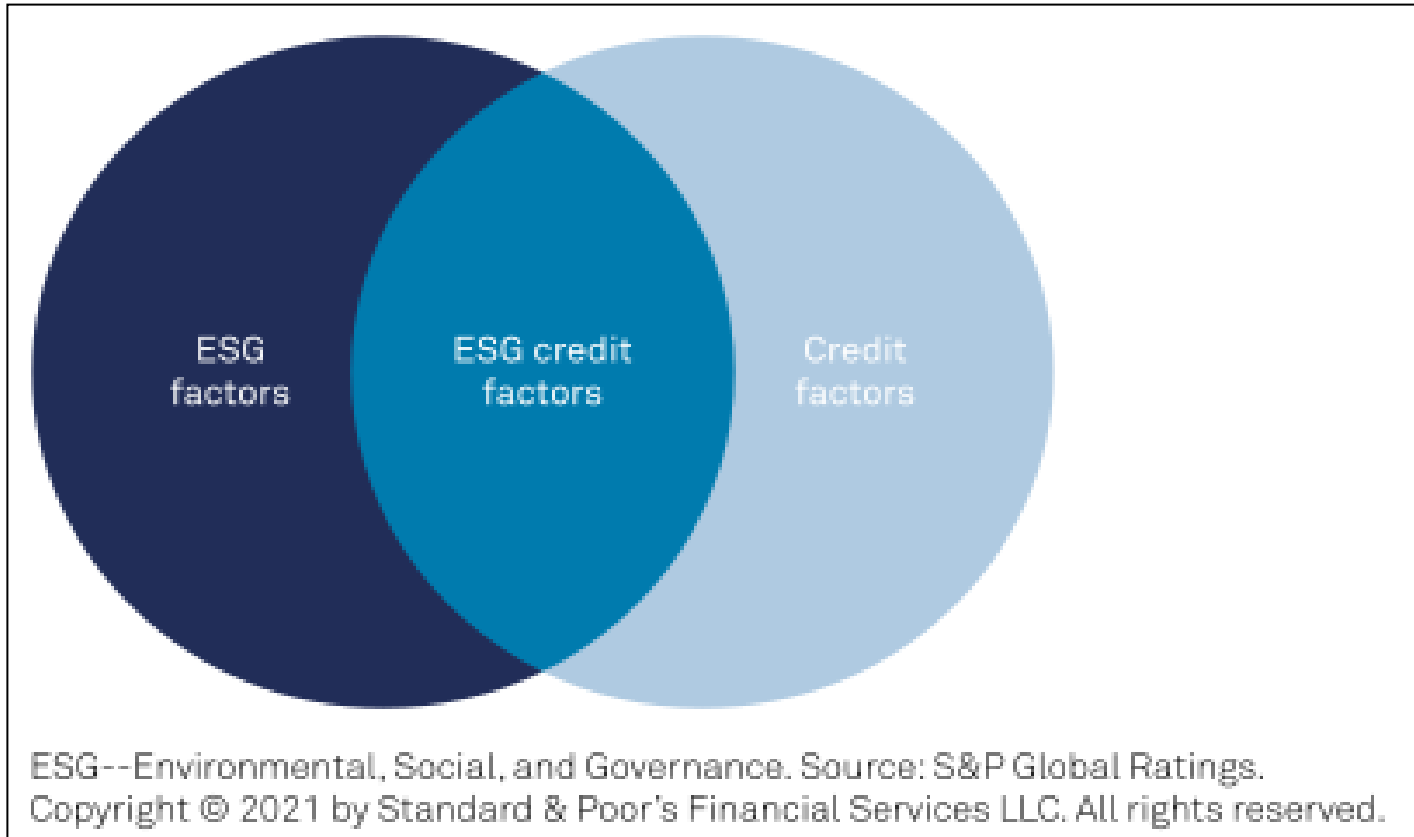 ESG
factors
ESG credit
factors
Credit
factors
ESG--Environmental, Social, and Governance. Source: S&P Global Ratings.
Copyright © 2021 by Standard & Poor's Financial Services LLC. All rights reserved.